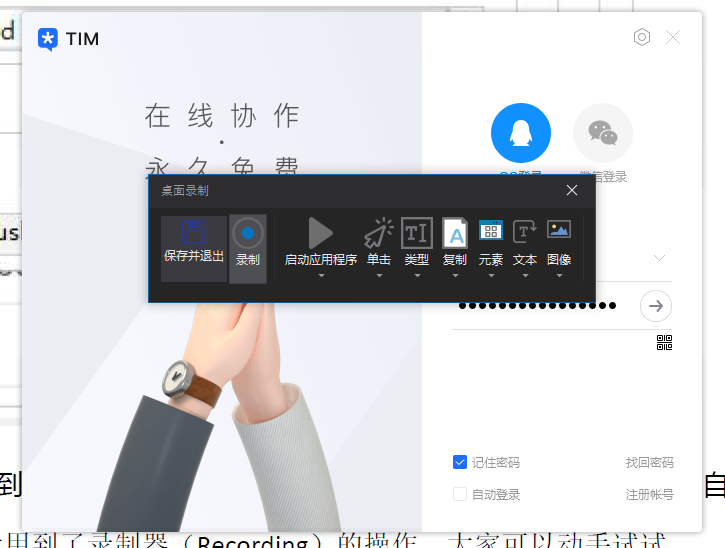 TIM
在线协作
·
永久免费
QQ登录
微信登录
桌面录制
保存并退出
录制
启动应用程序
单击
类型
复制
元素
文本
图像
记住密码
找回密码
自动登录
注册帐号
到
自
用到了录制器（Recording）的操作，大家可以动手试试